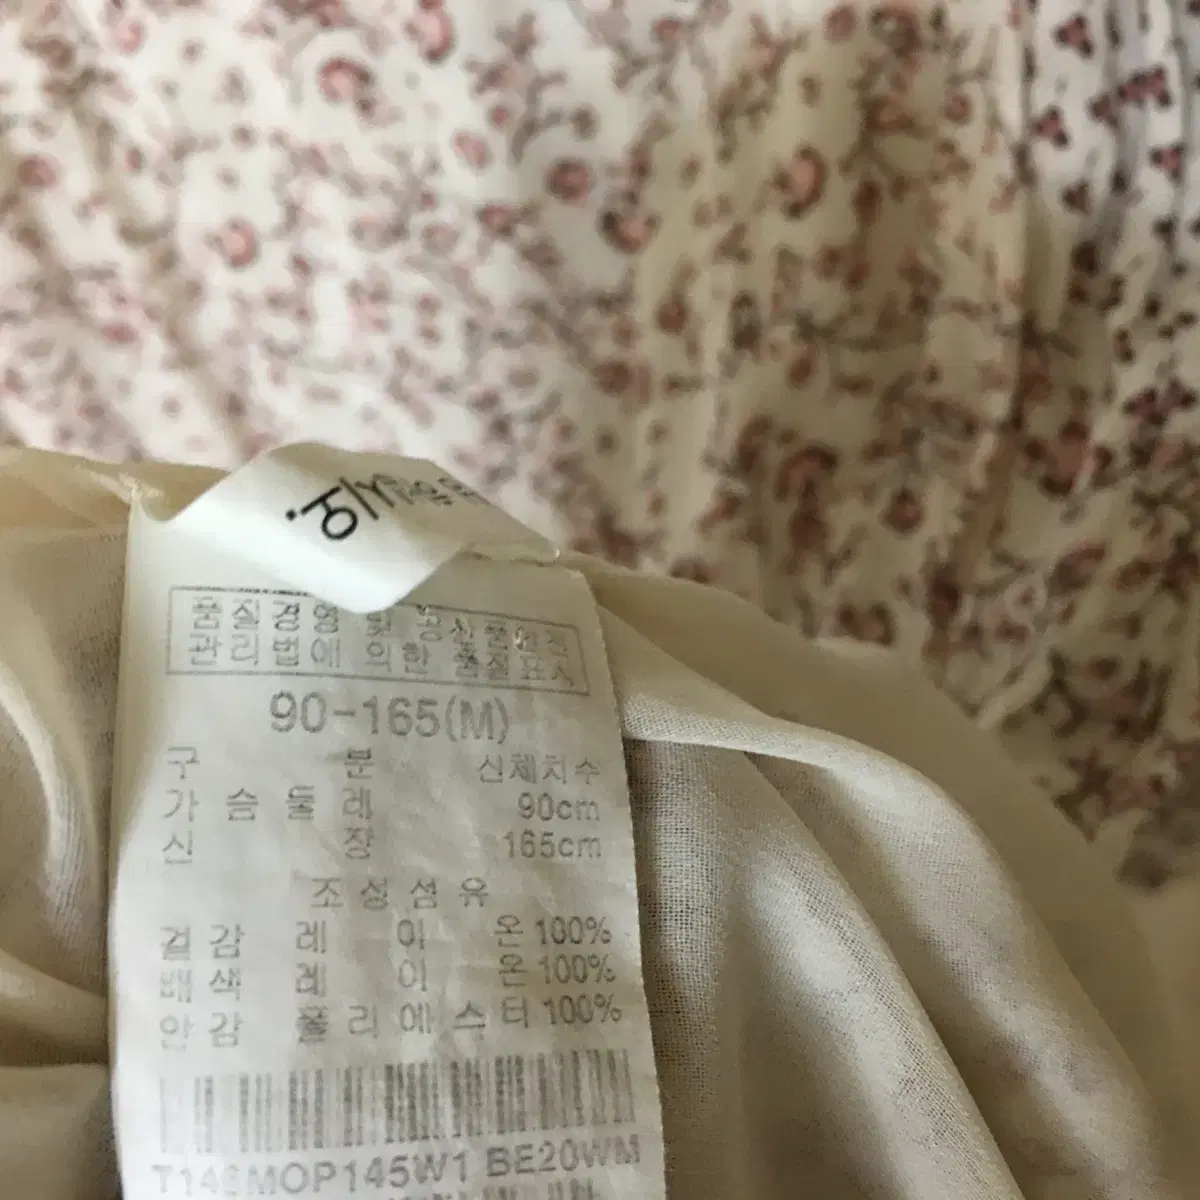 품질경영 및 공산품안전
관리법에 의한 품질표시
90-165(M)
구 분 신체치수
가슴둘레 90cm
신 장 165cm
조성섬유
겉감 레이온 100%
배색 레이온 100%
안감 폴리에스터 100%
T146MOP145W1 BE20WM